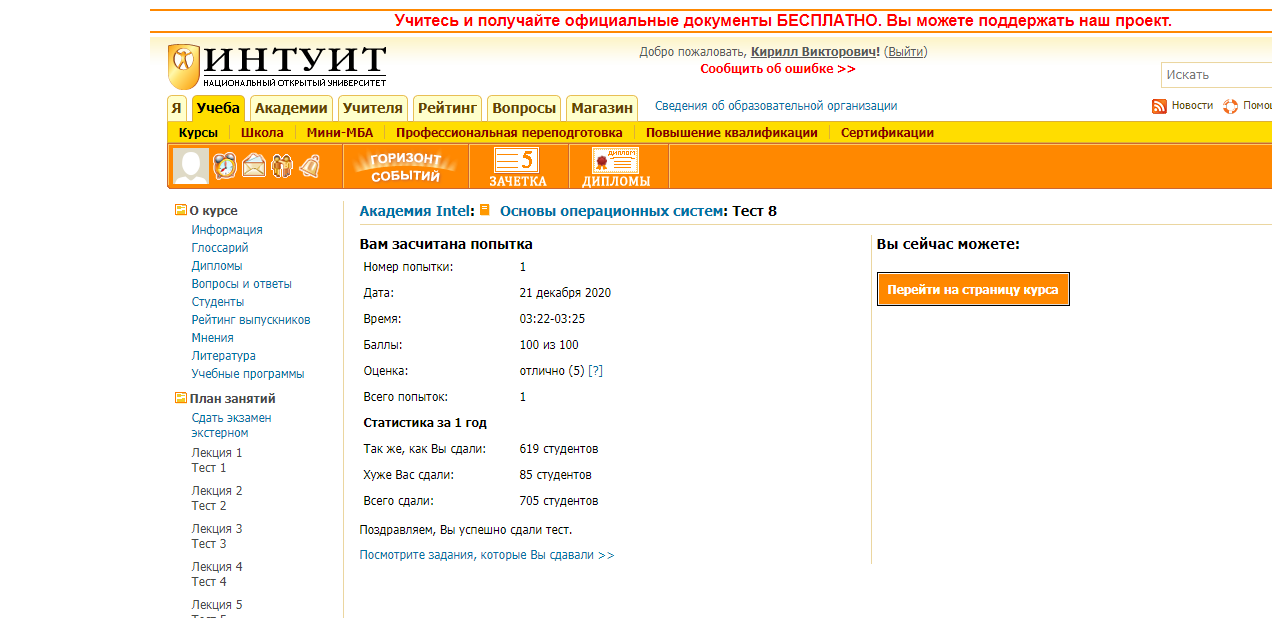 Учитесь и получайте официальные документы БЕСПЛАТНО. Вы можете поддержать наш проект.
ИНТУИТ
НАЦИОНАЛЬНЫЙ ОТКРЫТЫЙ УНИВЕРСИТЕТ
Добро пожаловать, Кирилл Викторович! (Выйти)
Сообщить об ошибке >>
Искать
Я Учеба Академии Учителя Рейтинг Вопросы Магазин Сведения об образовательной организации Новости
Курсы Школа Мини-МБА Профессиональная переподготовка Повышение квалификации Сертификации
ГОРИЗОНТ СОБЫТИЙ
5 ЗАЧЕТКА
ДИПЛОМ ДИПЛОМЫ
О курсе
Информация
Глоссарий
Дипломы
Вопросы и ответы
Студенты
Рейтинг выпускников
Мнения
Литература
Учебные программы
План занятий
Сдать экзамен
экстерном
Лекция 1
Тест 1
Лекция 2
Тест 2
Лекция 3
Тест 3
Лекция 4
Тест 4
Лекция 5
Академия Intel: Основы операционных систем: Тест 8
Вам засчитана попытка
Номер попытки: 1
Дата: 21 декабря 2020
Время: 03:22-03:25
Баллы: 100 из 100
Оценка: отлично (5) [?]
Всего попыток: 1
Статистика за 1 год
Так же, как Вы сдали: 619 студентов
Хуже Вас сдали: 85 студентов
Всего сдали: 705 студентов
Поздравляем, Вы успешно сдали тест.
Посмотрите задания, которые Вы сдавали >>
Вы сейчас можете:
Перейти на страницу курса